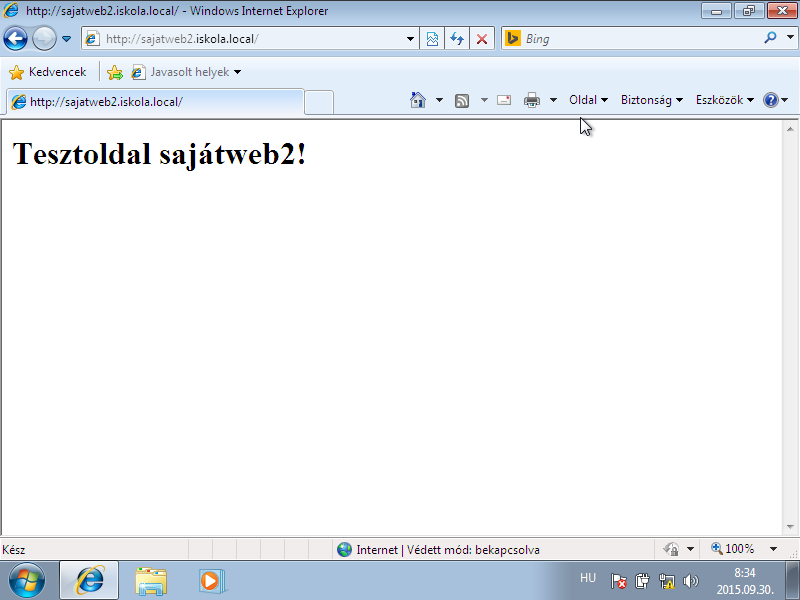 http://sajatweb2.iskola.local/ - Windows Internet Explorer
http://sajatweb2.iskola.local/
Bing
Kedvencek
Javasolt helyek
http://sajatweb2.iskola.local/
Oldal
Biztonság
Eszközök
Tesztoldal sajátweb2!
Kész
Internet | Védett mód: bekapcsolva
100%
HU
8:34
2015.09.30.